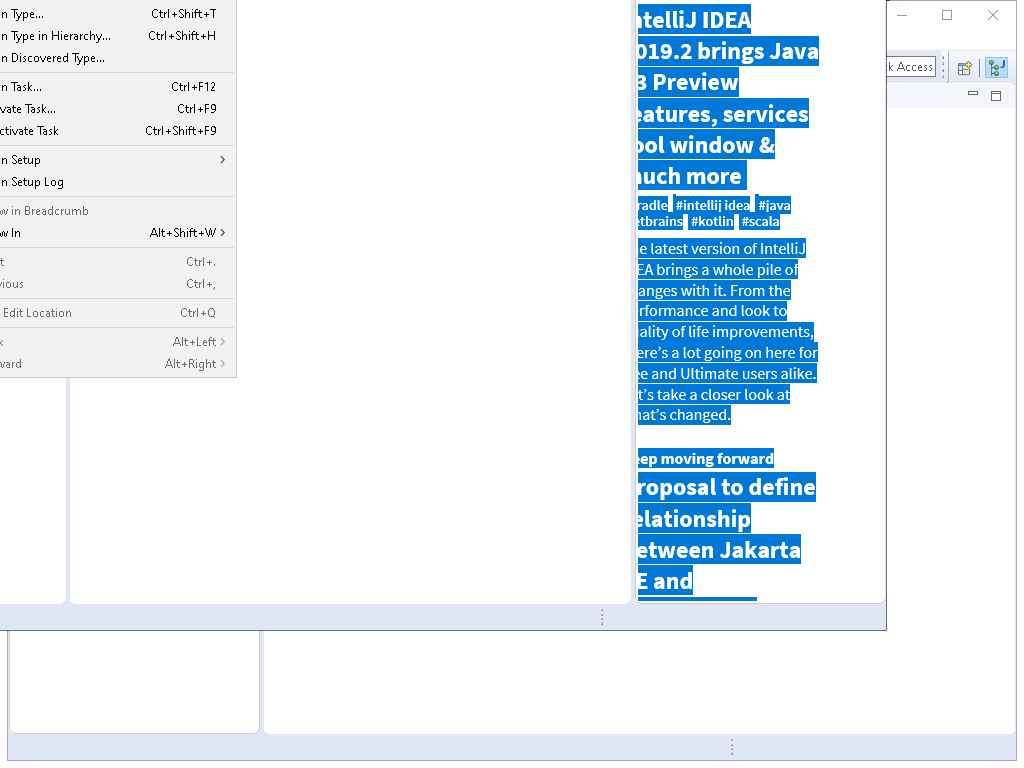 n Type... Ctrl+Shift+T
n Type in Hierarchy... Ctrl+Shift+H
n Discovered Type...
n Task... Ctrl+F12
vate Task... Ctrl+F9
ctivate Task Ctrl+Shift+F9
n Setup
n Setup Log
w in Breadcrumb
w In Alt+Shift+W
t Ctrl+.
vious Ctrl+,
Edit Location Ctrl+Q
k Alt+Left
ward Alt+Right
ntelliJ IDEA
019.2 brings Java
3 Preview
eatures, services
ool window &
uch more
radle #intellij idea #java
etbrains #kotlin #scala
e latest version of IntelliJ
EA brings a whole pile of
anges with it. From the
rformance and look to
ality of life improvements,
ere's a lot going on here for
ee and Ultimate users alike.
t's take a closer look at
hat's changed.
eep moving forward
roposal to define
elationship
etween Jakarta
E and
k Access